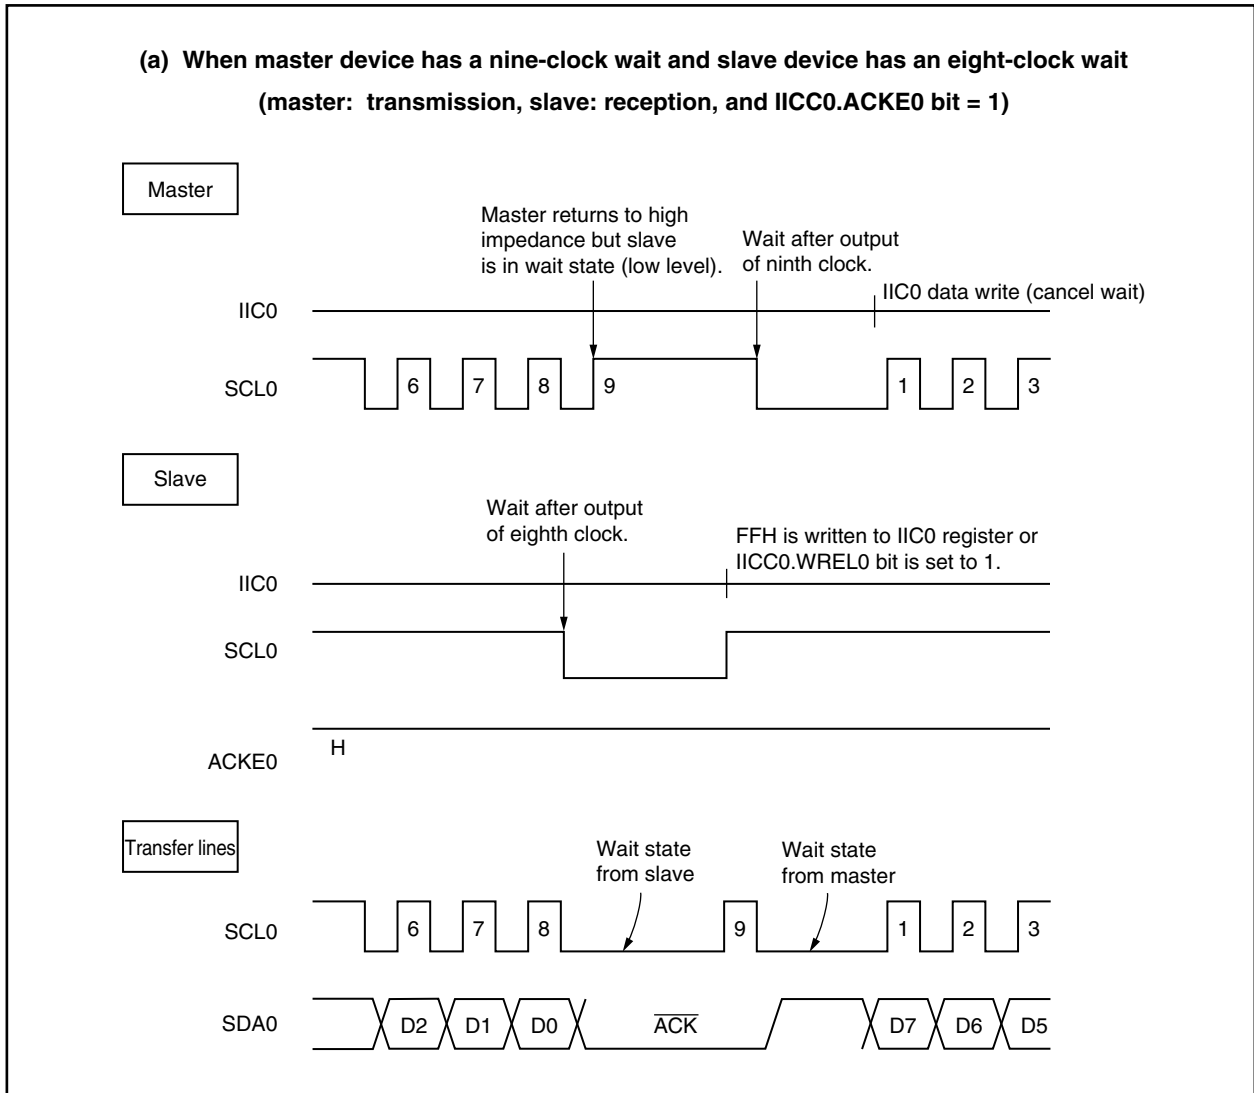 (a) When master device has a nine-clock wait and slave device has an eight-clock wait
(master: transmission, slave: reception, and IICC0.ACKE0 bit = 1)
Master
Master returns to high
impedance but slave
is in wait state (low level).
Wait after output
of ninth clock.
IIC0 data write (cancel wait)
IIC0
SCL0
6 7 8 9 1 2 3
Slave
Wait after output
of eighth clock.
FFH is written to IIC0 register or
IICC0.WREL0 bit is set to 1.
IIC0
SCL0
H
ACKE0
Transfer lines
Wait state
from slave
Wait state
from master
SCL0
6 7 8 9 1 2 3
SDA0
D2 D1 D0 A̅C̅K̅ D7 D6 D5